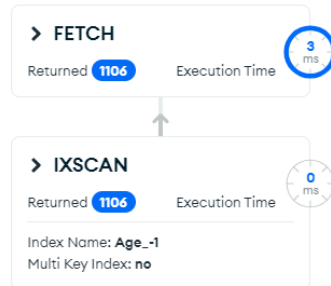 FETCH
Returned 1106 Execution Time 3 ms
IXSCAN
Returned 1106 Execution Time 0 ms
Index Name: Age_-1
Multi Key Index: no